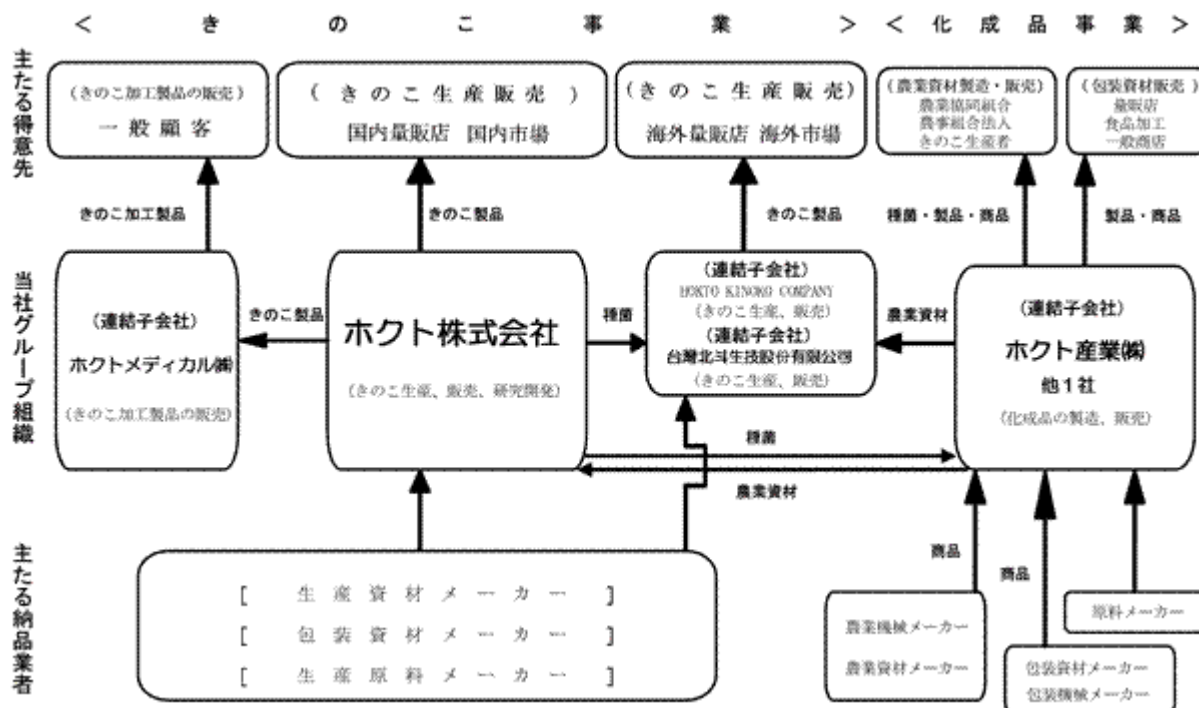 ＜きのこ事業＞
＜化成品事業＞
主たる得意先
(きのこ加工製品の販売)
一般顧客
(きのこ生産販売)
国内量販店 国内市場
(きのこ生産販売)
海外量販店 海外市場
(農業資材製造・販売)
農業協同組合
農事組合法人
きのこ生産者
(包装資材販売)
量販店
食品加工
一般商店
きのこ加工製品
きのこ製品
きのこ製品
種菌・製品・商品
製品・商品
当社グループ組織
(連結子会社)
ホクトメディカル㈱
(きのこ加工製品の販売)
きのこ製品
ホクト株式会社
(きのこ生産、販売、研究開発)
種菌
(連結子会社)
HOKTO KINOKO COMPANY
(きのこ生産、販売)
(連結子会社)
台灣北斗生技股份有限公司
(きのこ生産、販売)
農業資材
(連結子会社)
ホクト産業㈱
他１社
(化成品の製造、販売)
種菌
農業資材
主たる納品業者
[ 生産資材メーカー ]
[ 包装資材メーカー ]
[ 生産原料メーカー ]
商品
農業機械メーカー
農業資材メーカー
商品
包装資材メーカー
包装機械メーカー
原料メーカー